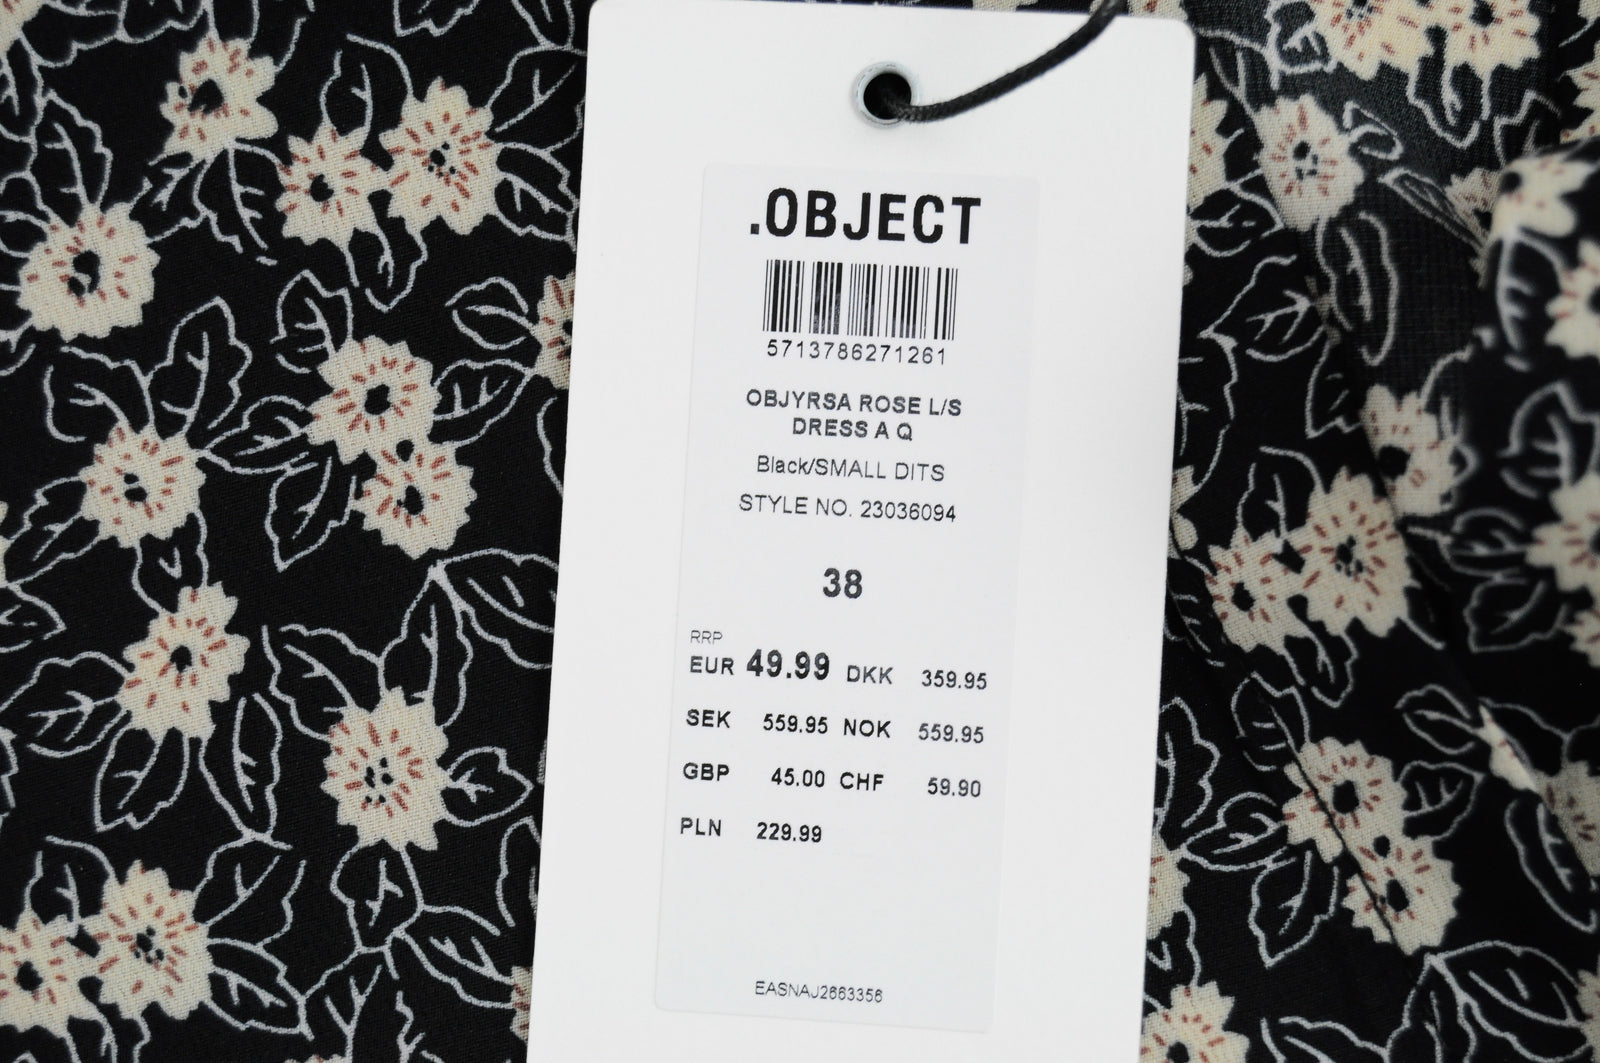 .OBJECT
5713786271261
OBJYRSA ROSE L/S
DRESS A Q
Black/SMALL DITS
STYLE NO. 23036094
38
RRP
EUR 49.99 DKK 359.95
SEK 559.95 NOK 559.95
GBP 45.00 CHF 59.90
PLN 229.99
EASNAJ2663356